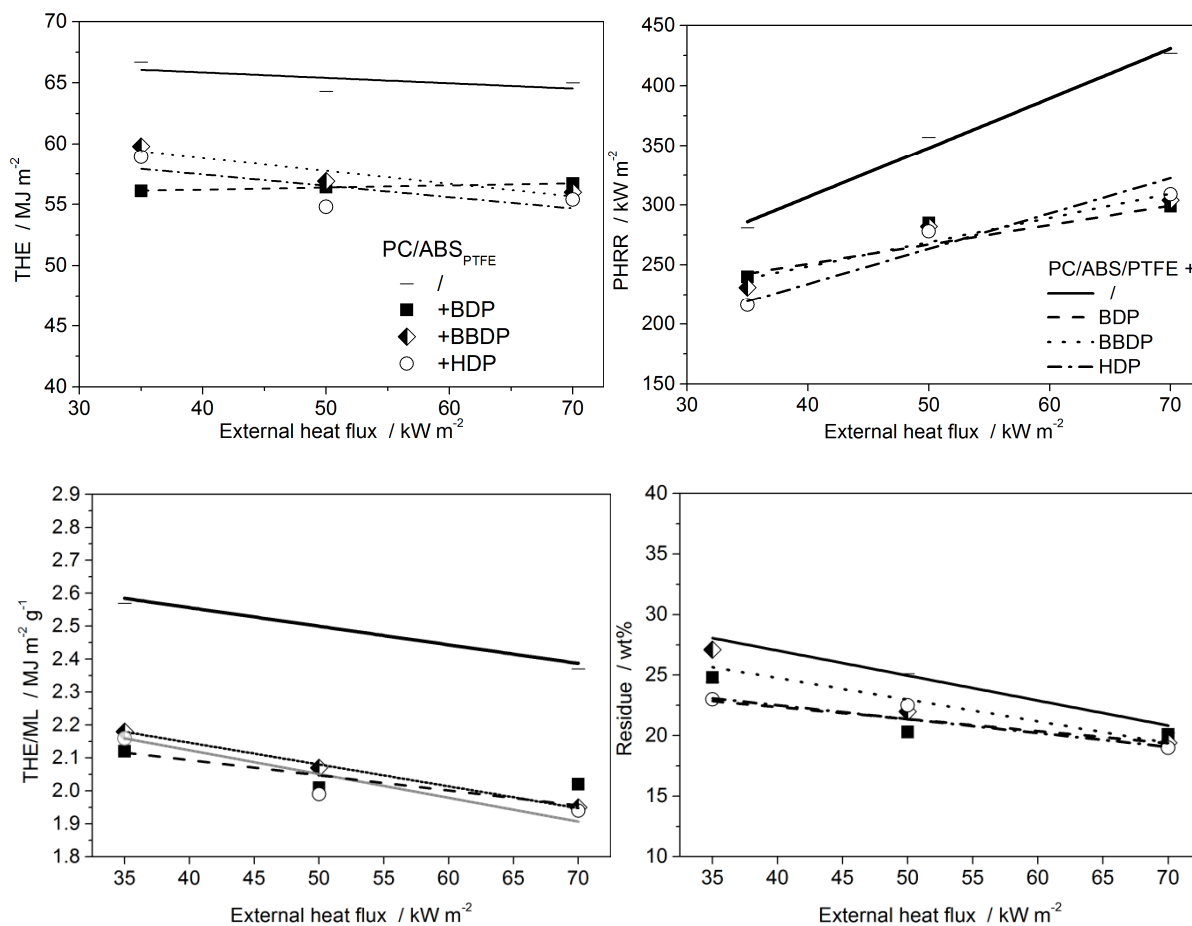 70
65
60
55
50
45
40
THE / MJ m-2
30 40 50 60 70
External heat flux / kW m-2
PC/ABSPTFE
/
+BDP
+BBDP
+HDP
450
400
350
300
250
200
150
PHRR / kW m-2
30 40 50 60 70
External heat flux / kW m-2
PC/ABS/PTFE +
/
BDP
BBDP
HDP
2.9
2.8
2.7
2.6
2.5
2.4
2.3
2.2
2.1
2.0
1.9
1.8
THE/ML / MJ m-2 g-1
35 40 45 50 55 60 65 70
External heat flux / kW m-2
40
35
30
25
20
15
10
Residue / wt%
35 40 45 50 55 60 65 70
External heat flux / kW m-2